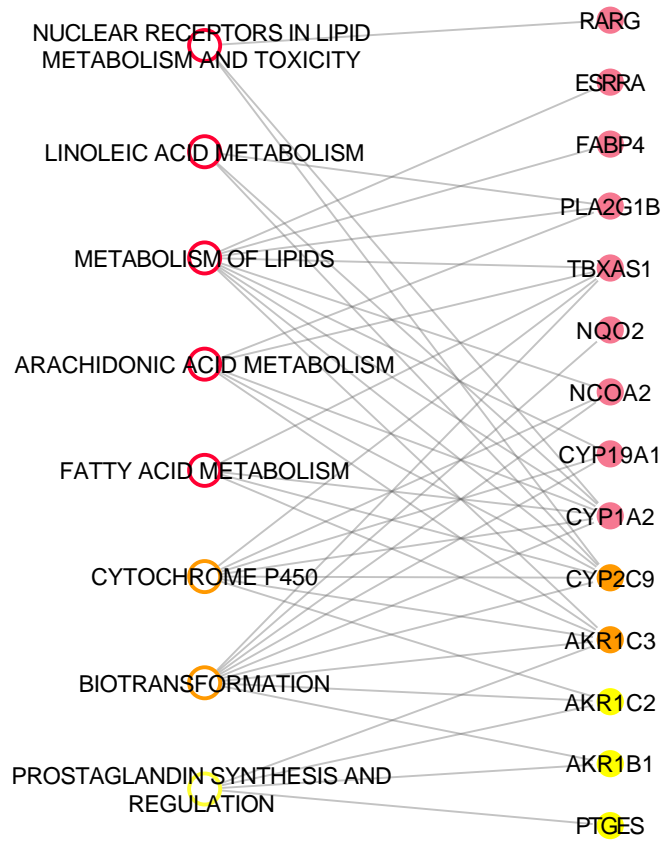 NUCLEAR RECEPTORS IN LIPID
METABOLISM AND TOXICITY
LINOLEIC ACID METABOLISM
METABOLISM OF LIPIDS
ARACHIDONIC ACID METABOLISM
FATTY ACID METABOLISM
CYTOCHROME P450
BIOTRANSFORMATION
PROSTAGLANDIN SYNTHESIS AND
REGULATION
RARG
ESRRA
FABP4
PLA2G1B
TBXAS1
NQO2
NCOA2
CYP19A1
CYP1A2
CYP2C9
AKR1C3
AKR1C2
AKR1B1
PTGES